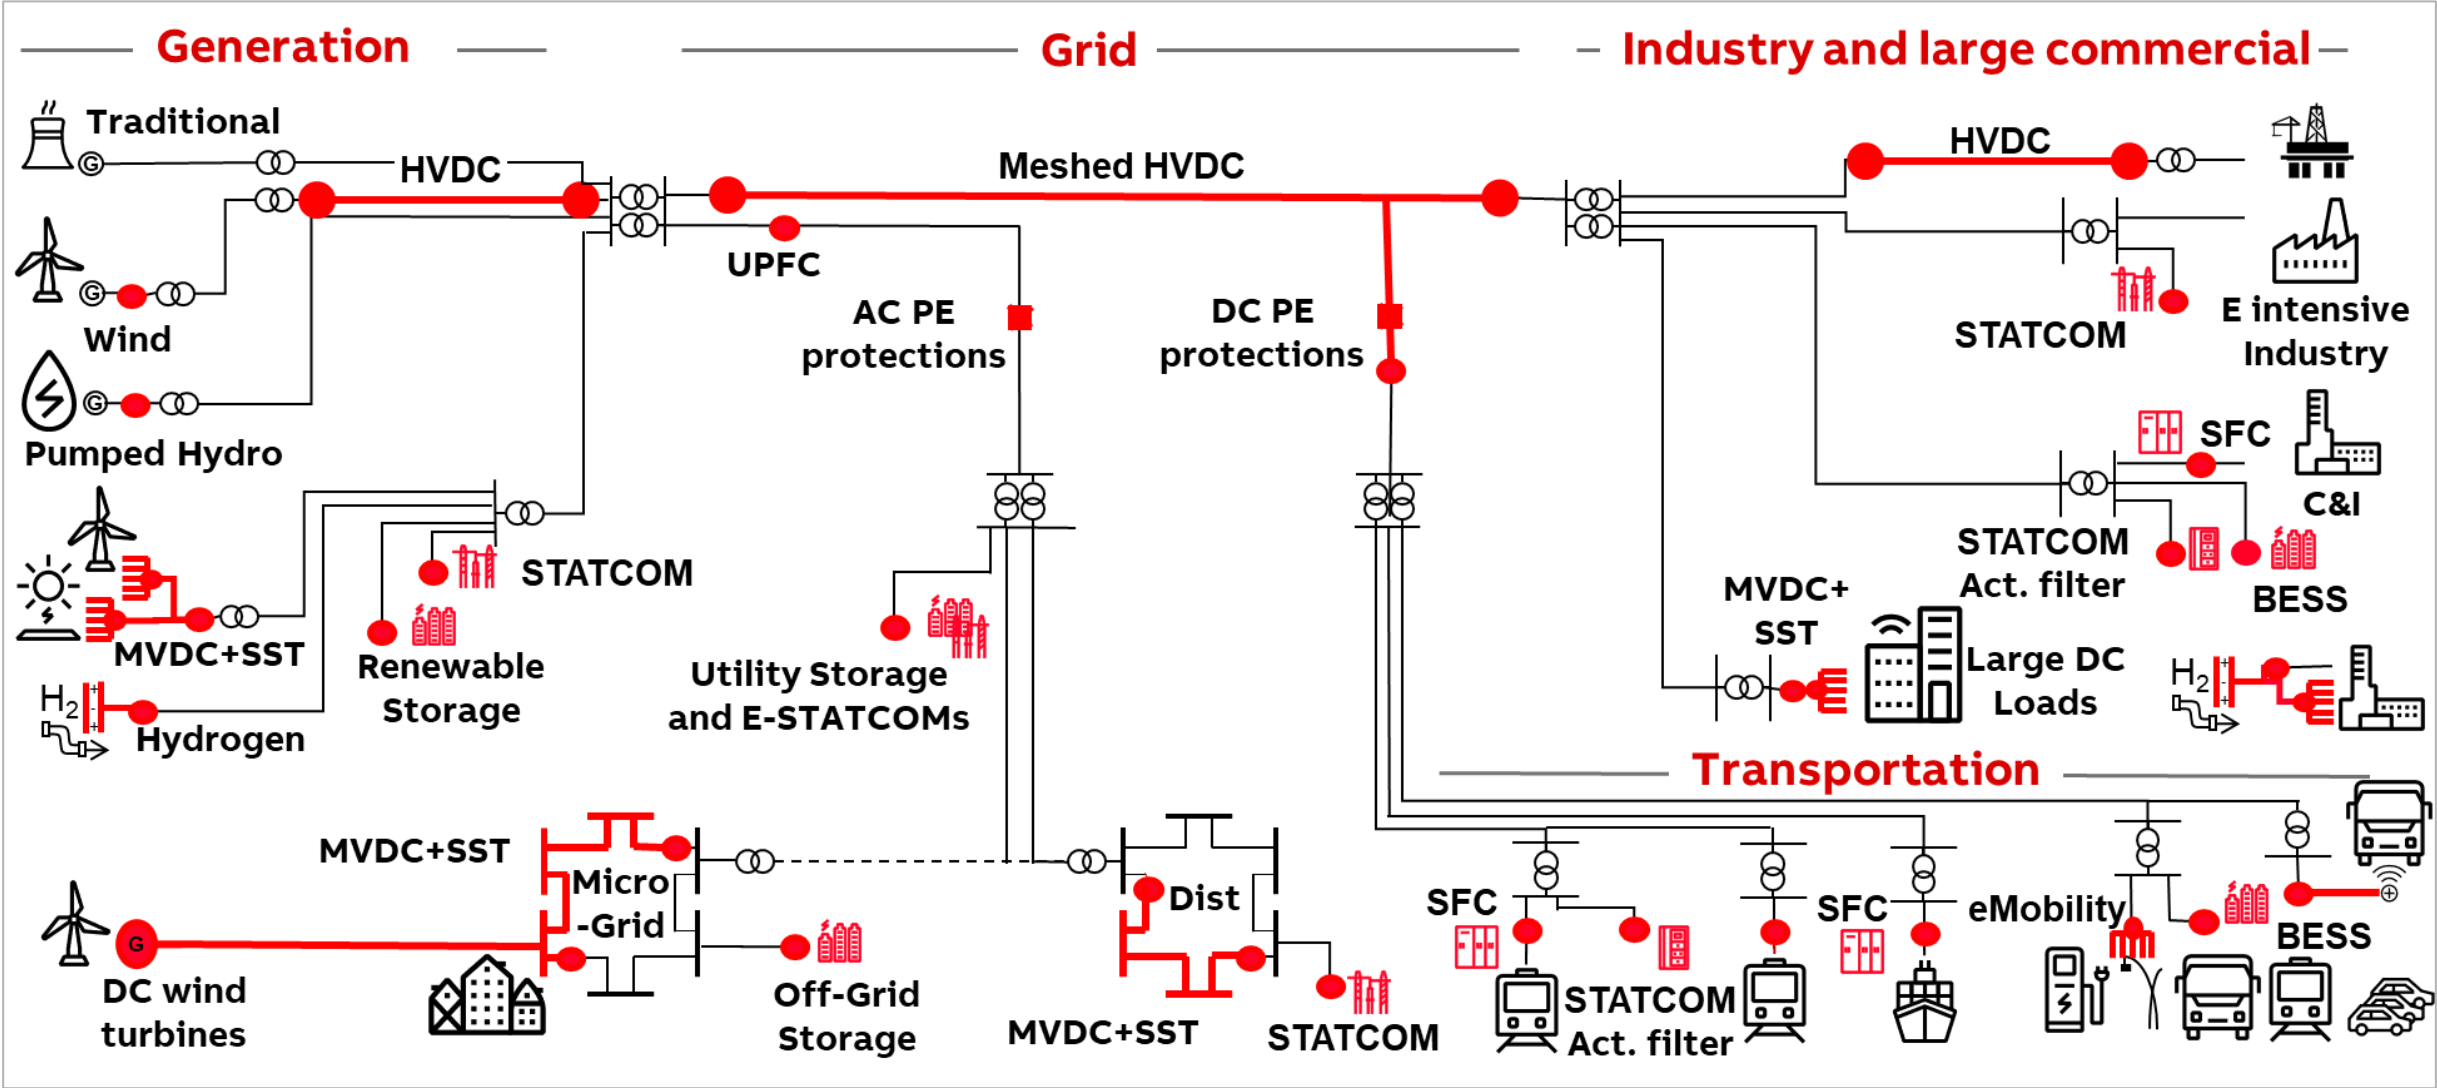 Generation
Grid
Industry and large commercial
Traditional
G
HVDC
Meshed HVDC
HVDC
G
Wind
UPFC
AC PE
protections
DC PE
protections
STATCOM
E intensive
Industry
G
Pumped Hydro
SFC
C&I
STATCOM
Act. filter
BESS
STATCOM
MVDC+SST
Renewable
Storage
Utility Storage
and E-STATCOMs
MVDC+
SST
Large DC
Loads
H2
+
-
+
Hydrogen
H2
+
-
+
Transportation
MVDC+SST
Micro
-Grid
G
DC wind
turbines
Off-Grid
Storage
Dist
MVDC+SST
STATCOM
SFC
STATCOM
Act. filter
SFC
eMobility
BESS
+